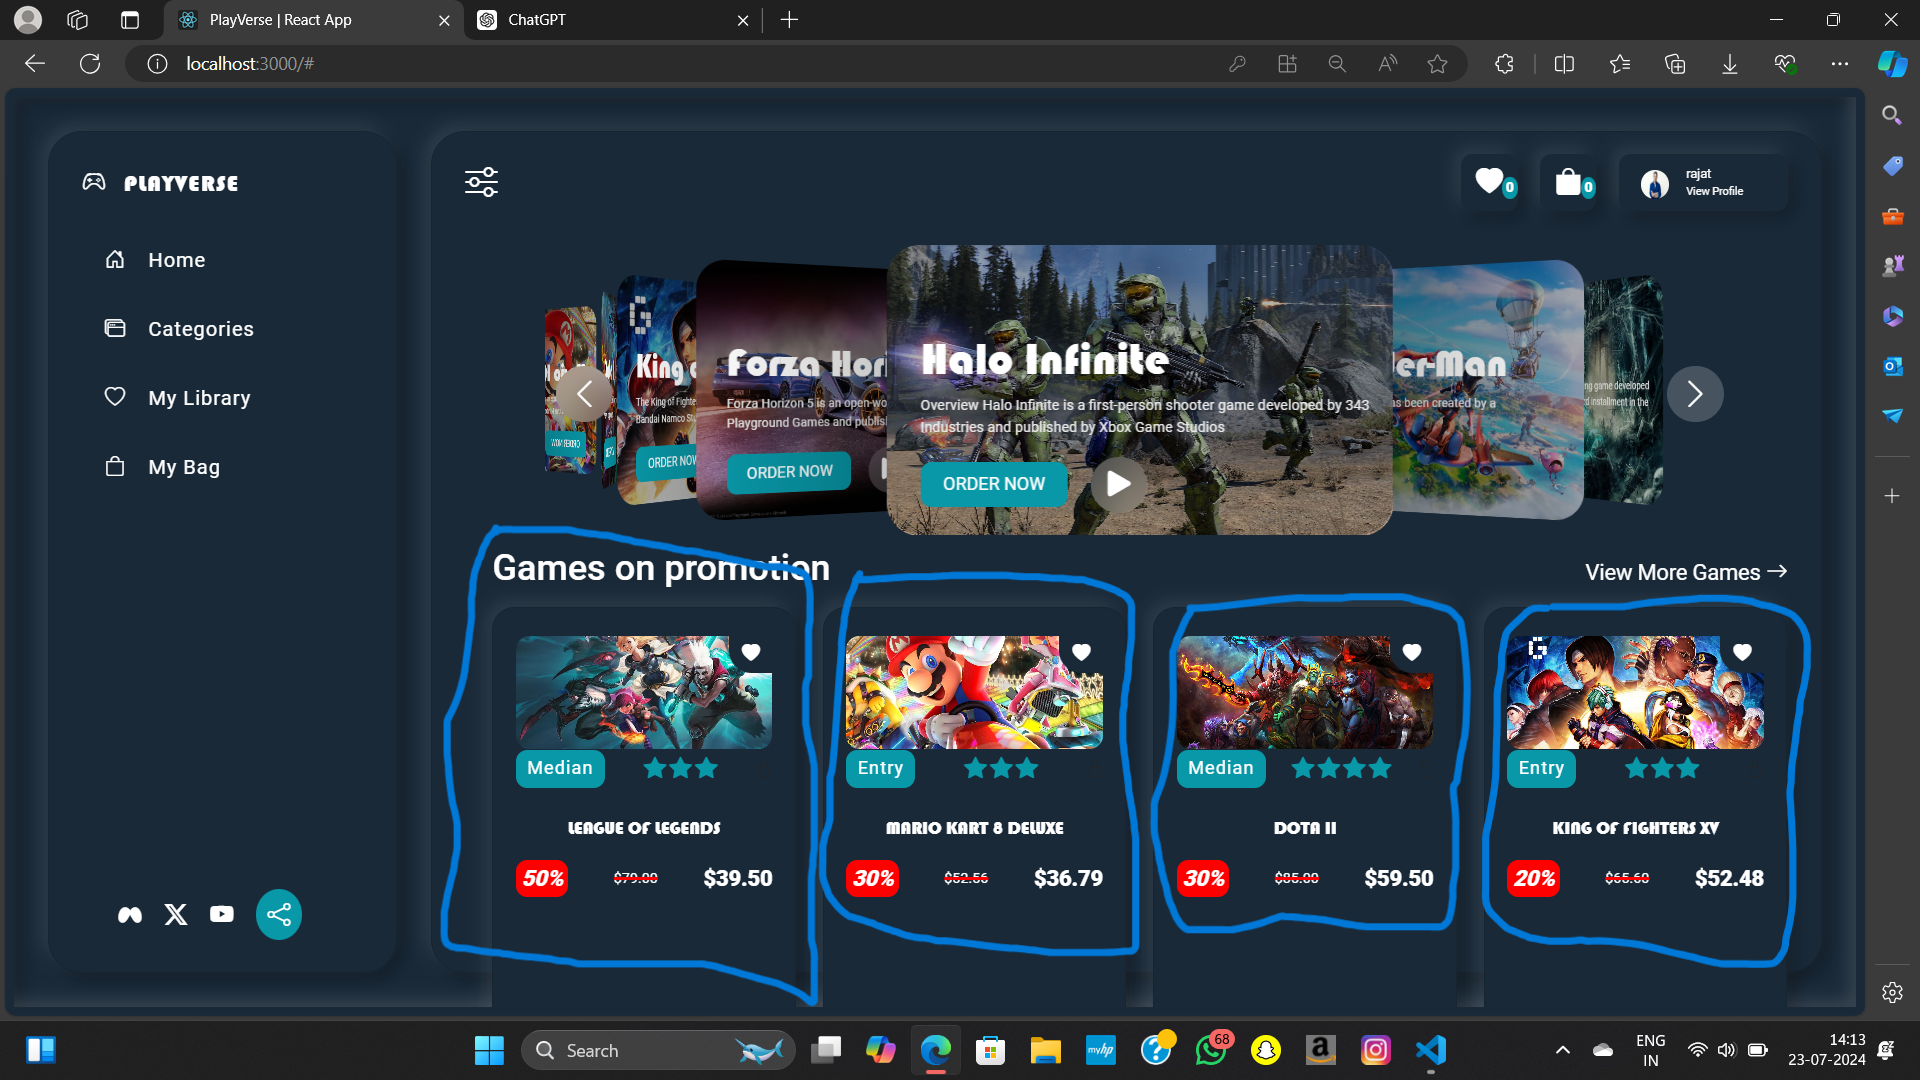 PlayVerse | React App
ChatGPT
localhost:3000/#
PLAYVERSE
Home
Categories
My Library
My Bag
0
0
rajat
View Profile
King o
The King of Fighte
Bandai Namco St
ORDER NOW
Forza Hori
Forza Horizon 5 is an open-wo
Playground Games and publis
ORDER NOW
Halo Infinite
Overview Halo Infinite is a first-person shooter game developed by 343
Industries and published by Xbox Game Studios
ORDER NOW
er-Man
s been created by a
ng game developed
d installment in the
Games on promotion
View More Games
Median
LEAGUE OF LEGENDS
50% $79.00 $39.50
Entry
MARIO KART 8 DELUXE
30% $52.56 $36.79
Median
DOTA II
30% $85.00 $59.50
Entry
KING OF FIGHTERS XV
20% $65.60 $52.48
Search
myhp
68
a
ENG
IN
14:13
23-07-2024